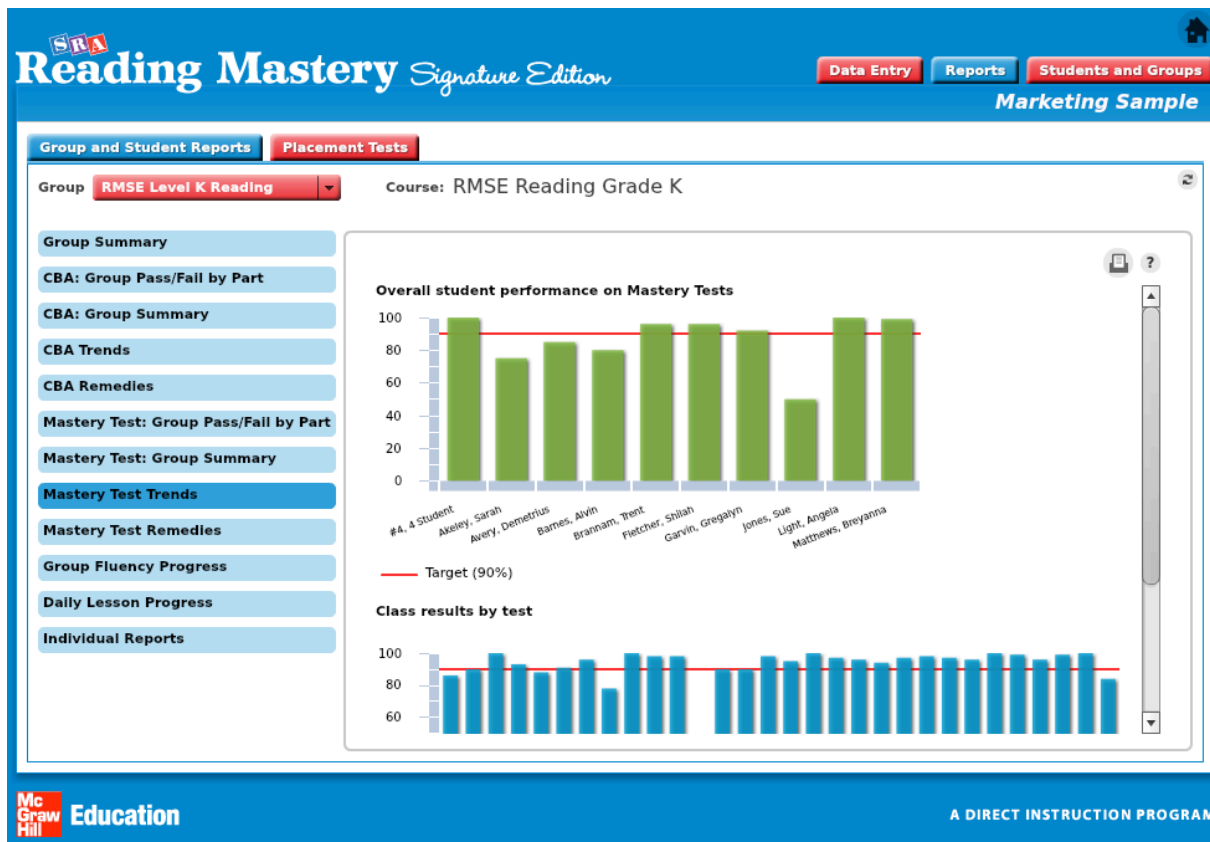 SRA
Reading Mastery Signature Edition
Data Entry
Reports
Students and Groups
Marketing Sample
Group and Student Reports
Placement Tests
Group
RMSE Level K Reading
Course: RMSE Reading Grade K
Group Summary
CBA: Group Pass/Fail by Part
CBA: Group Summary
CBA Trends
CBA Remedies
Mastery Test: Group Pass/Fail by Part
Mastery Test: Group Summary
Mastery Test Trends
Mastery Test Remedies
Group Fluency Progress
Daily Lesson Progress
Individual Reports
?
Overall student performance on Mastery Tests
100
80
60
40
20
0
#4, 4 Student
Akeley, Sarah
Avery, Demetrius
Barnes, Alvin
Brannam, Trent
Fletcher, Shilah
Garvin, Gregalyn
Jones, Sue
Light, Angela
Matthews, Breyanna
Target (90%)
Class results by test
100
80
60
Mc
Graw
Hill
Education
A DIRECT INSTRUCTION PROGRAM